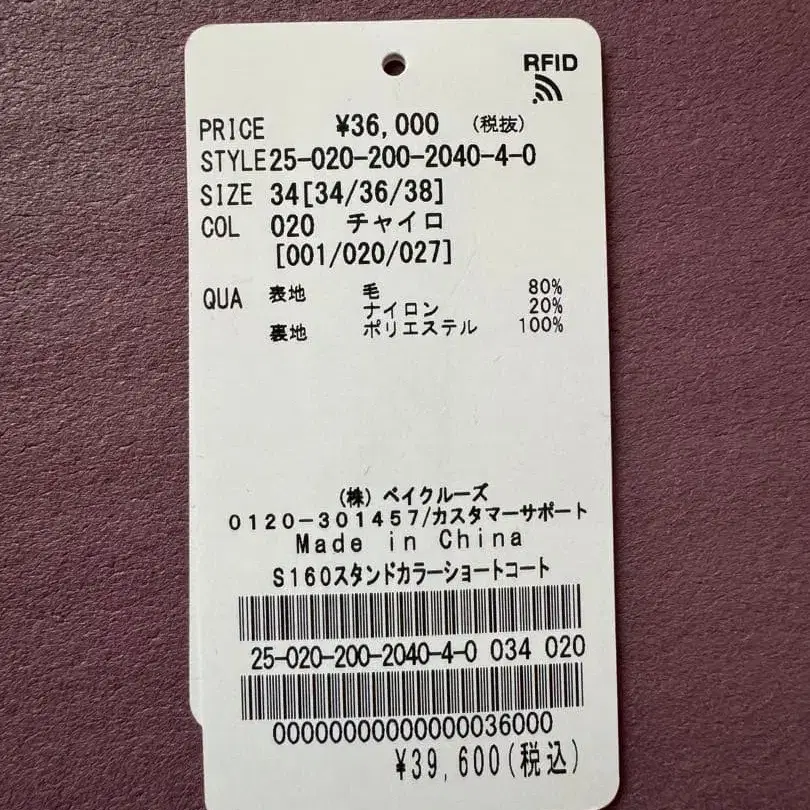 RFID
PRICE ¥36,000 (税抜)
STYLE25-020-200-2040-4-0
SIZE 34[34/36/38]
COL 020 チャイロ
[001/020/027]
QUA 表地 毛 80%
ナイロン 20%
裏地 ポリエステル 100%
(株) ベイクルーズ
0120-301457/カスタマーサポート
Made in China
S160スタンドカラーショートコート
25-020-200-2040-4-0 034 020
00000000000000036000
¥39,600(税込)